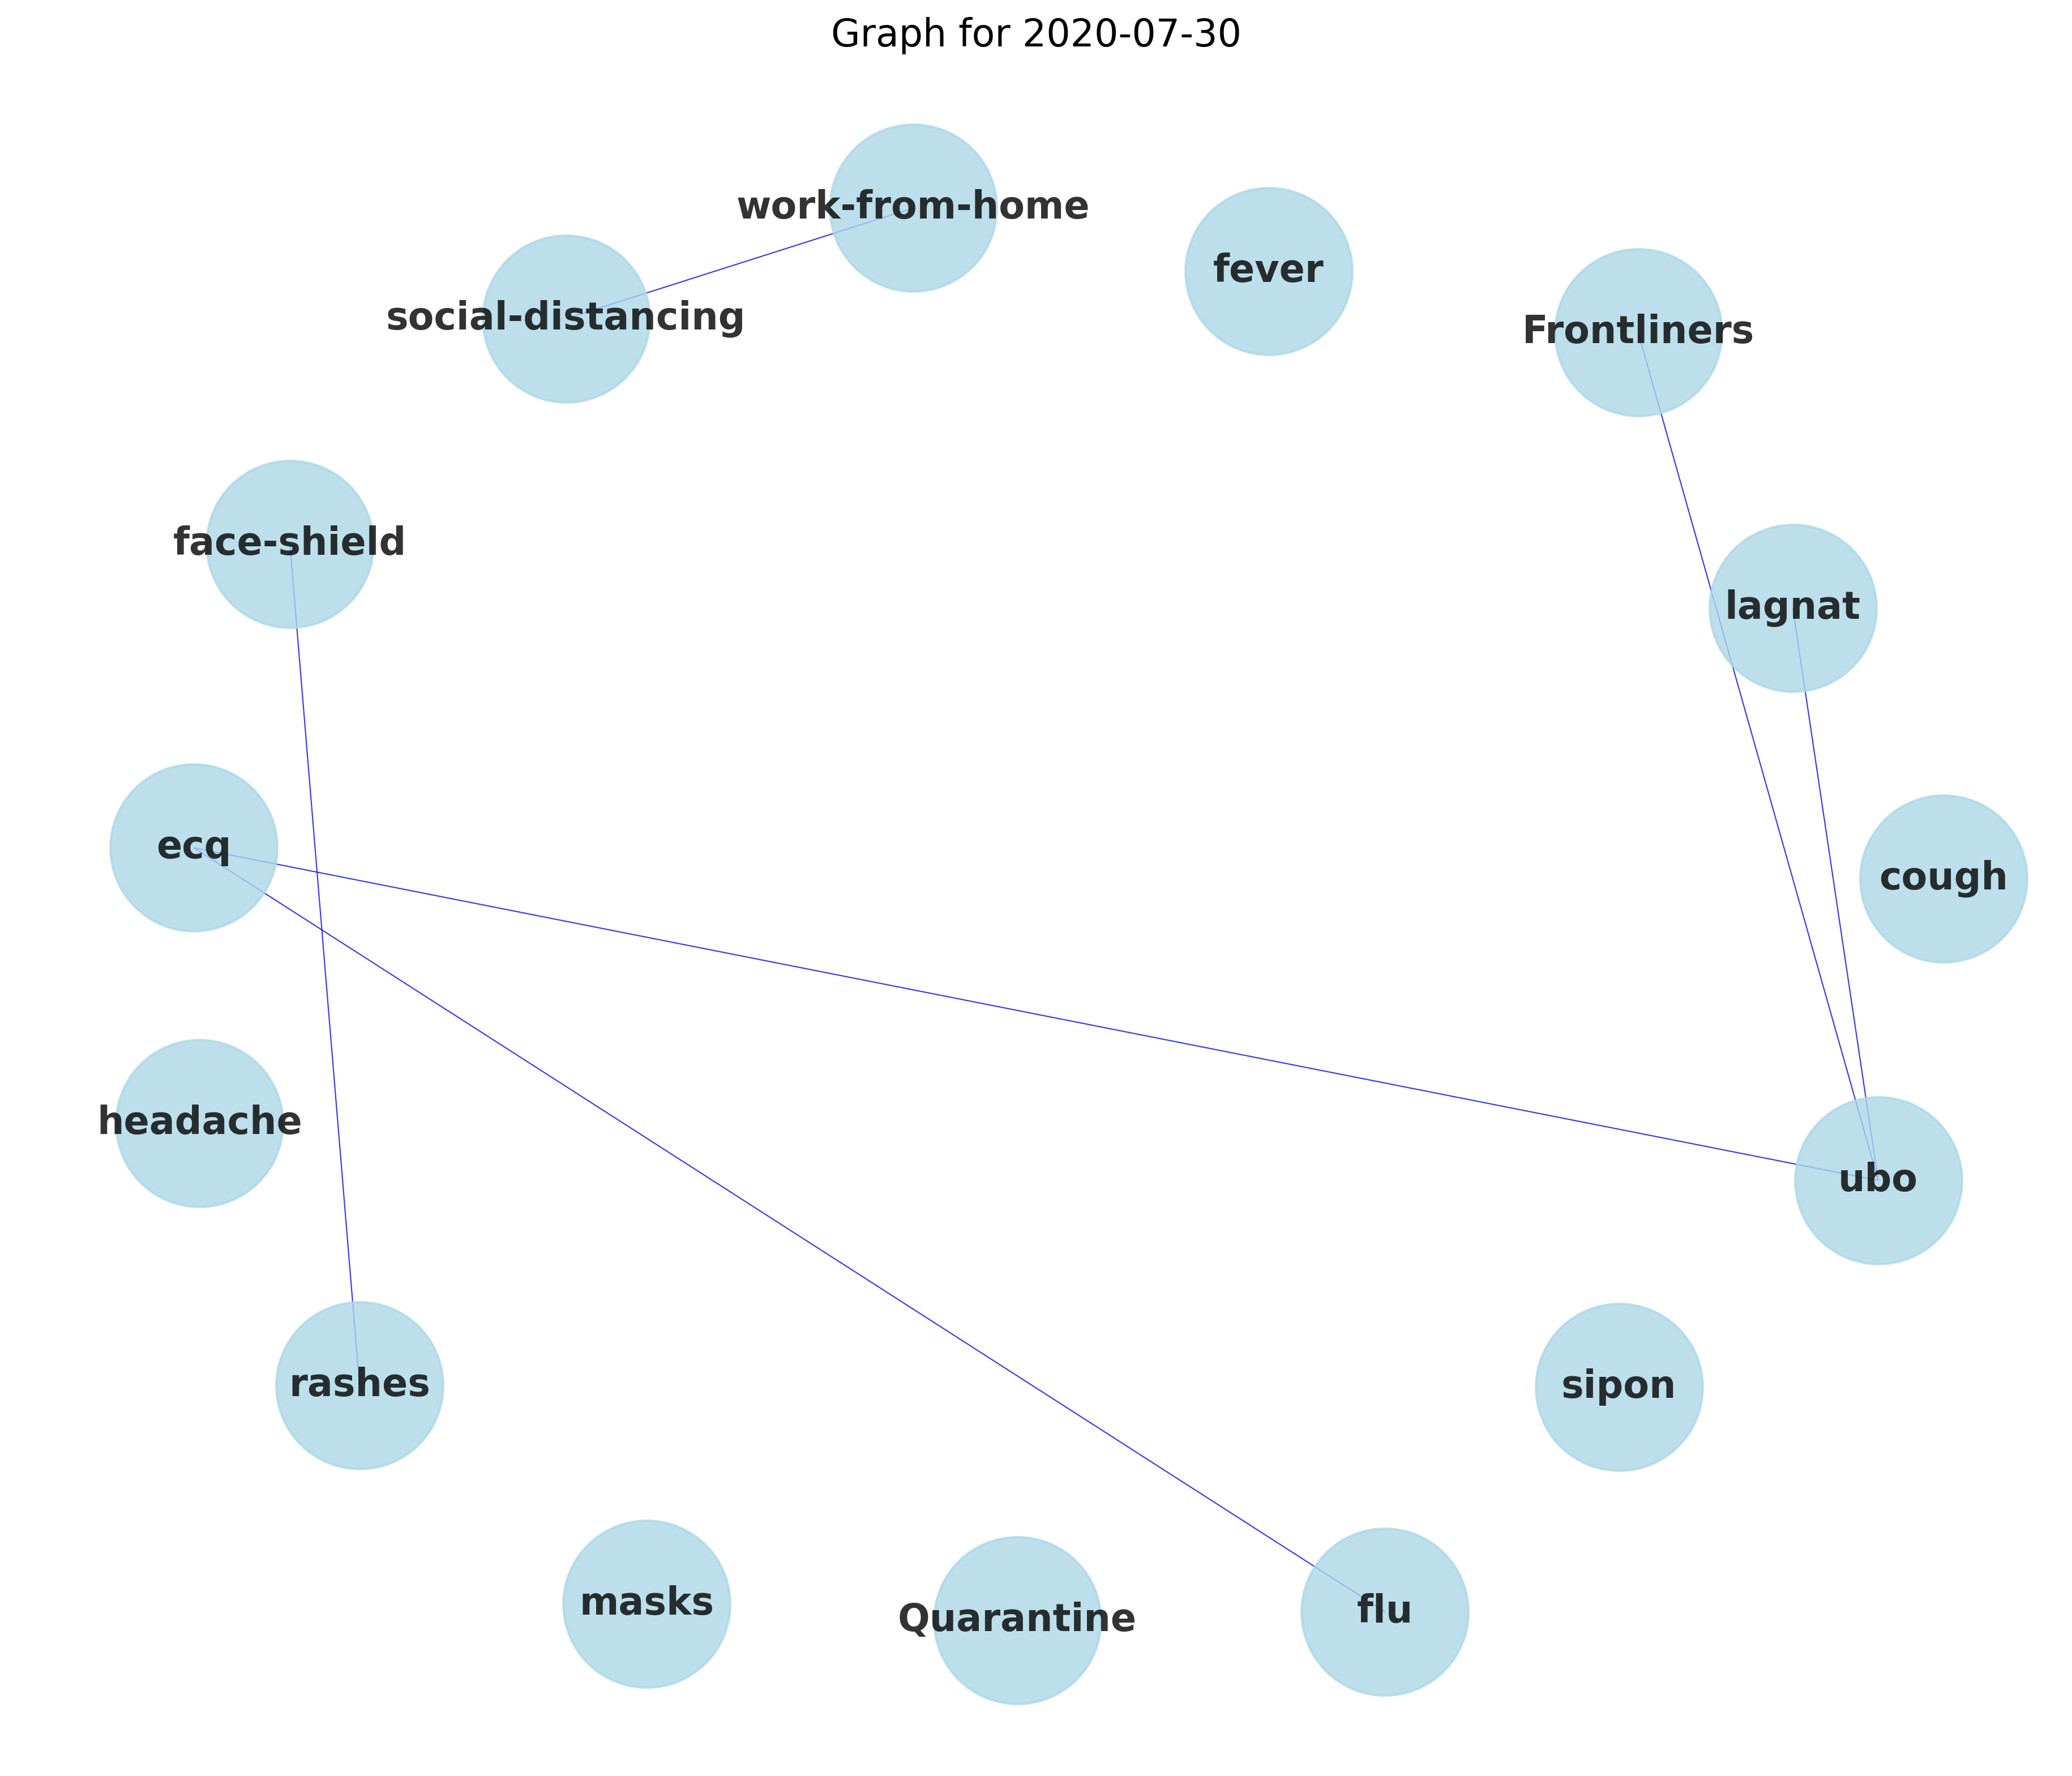 Graph for 2020-07-30
work-from-home
fever
social-distancing
Frontliners
face-shield
lagnat
ecq
cough
headache
ubo
rashes
sipon
masks
Quarantine
flu